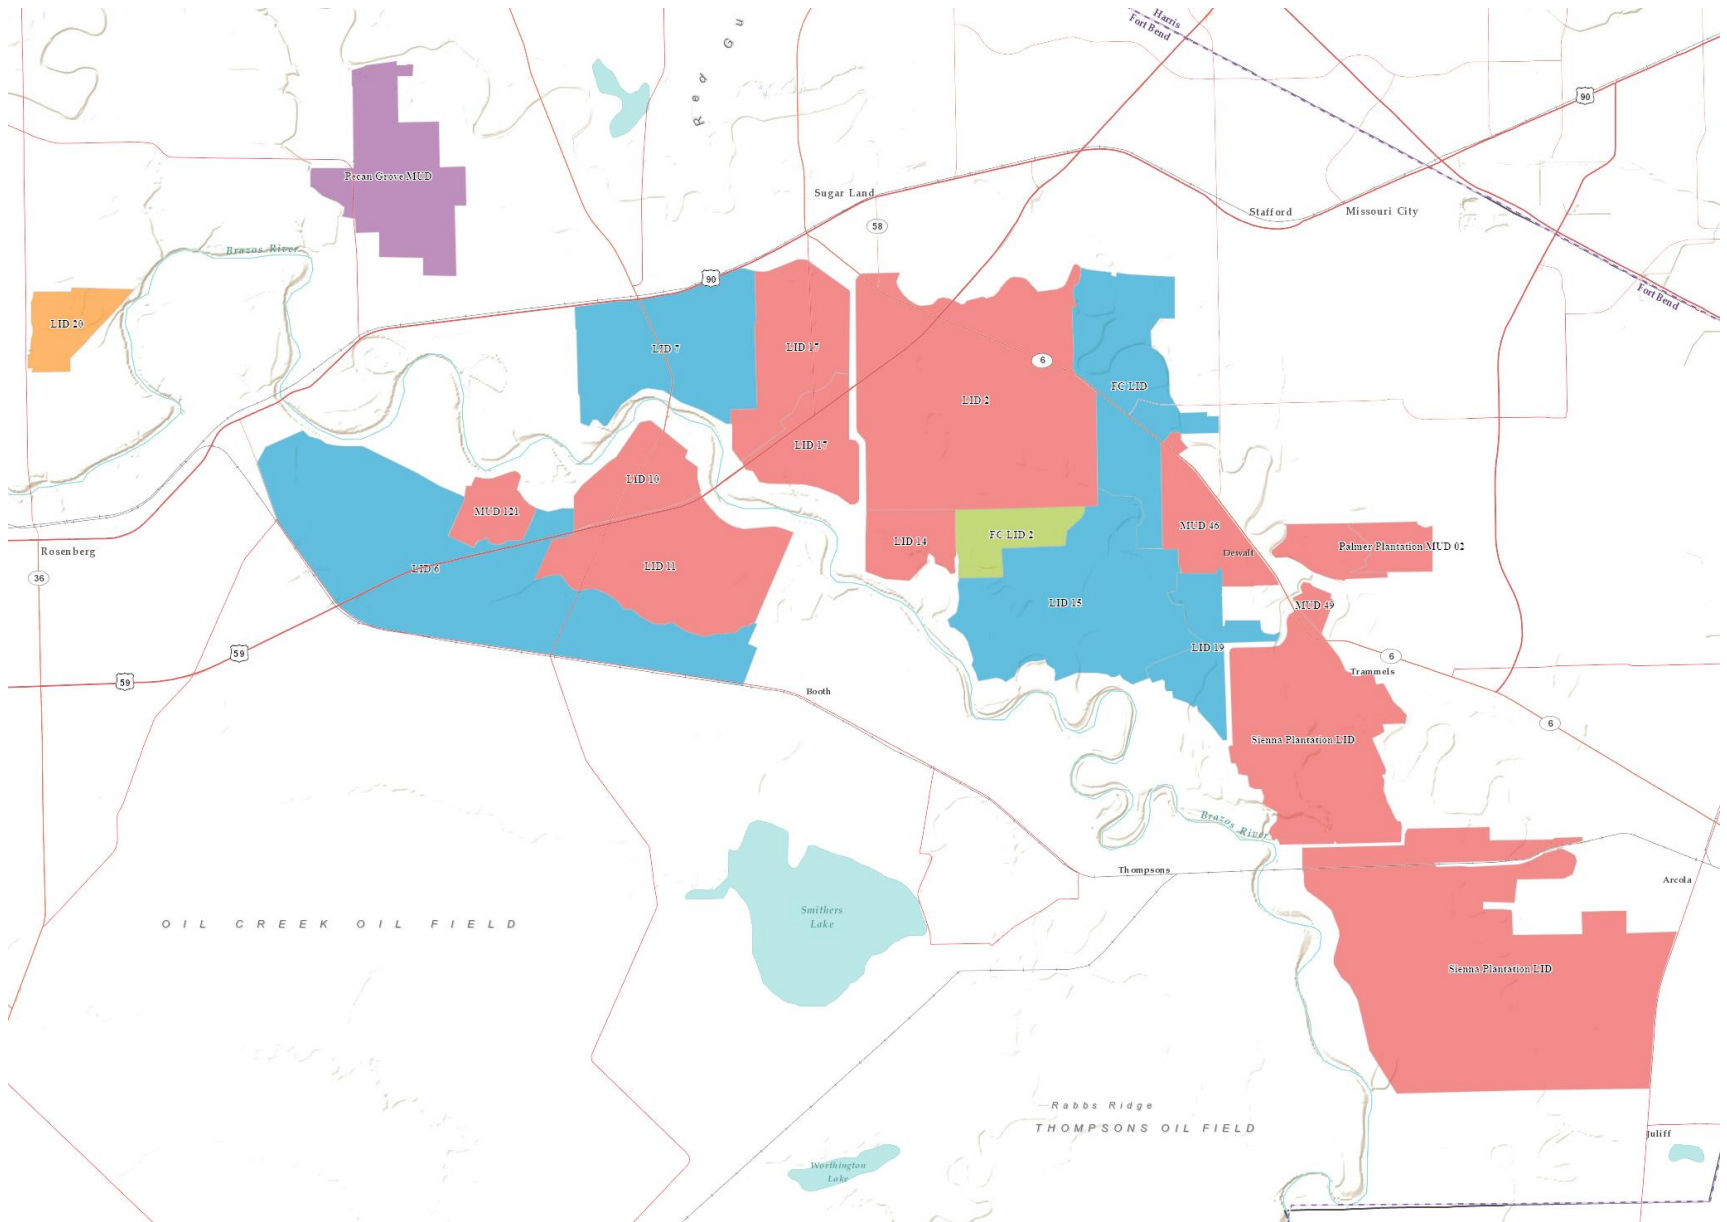 Harris
Fort Bend
Red Gu
90
Pecan Grove MUD
Sugar Land
Stafford
Missouri City
58
Brazos River
90
Fort Bend
LID 20
LID 7
LID 17
6
LID 2
FC LID
LID 17
LID 10
MUD 121
MUD 46
FC LID 2
LID 14
Dewalt
Palmer Plantation MUD 02
Rosenberg
LID 6
LID 11
36
LID 15
MUD 49
LID 19
59
59
6
Trammels
Booth
6
Sienna Plantation LID
Brazos River
Thompsons
Arcola
Smithers
Lake
OIL CREEK OIL FIELD
Sienna Plantation LID
Rabbs Ridge
THOMPSONS OIL FIELD
Juliff
Worthington
Lake